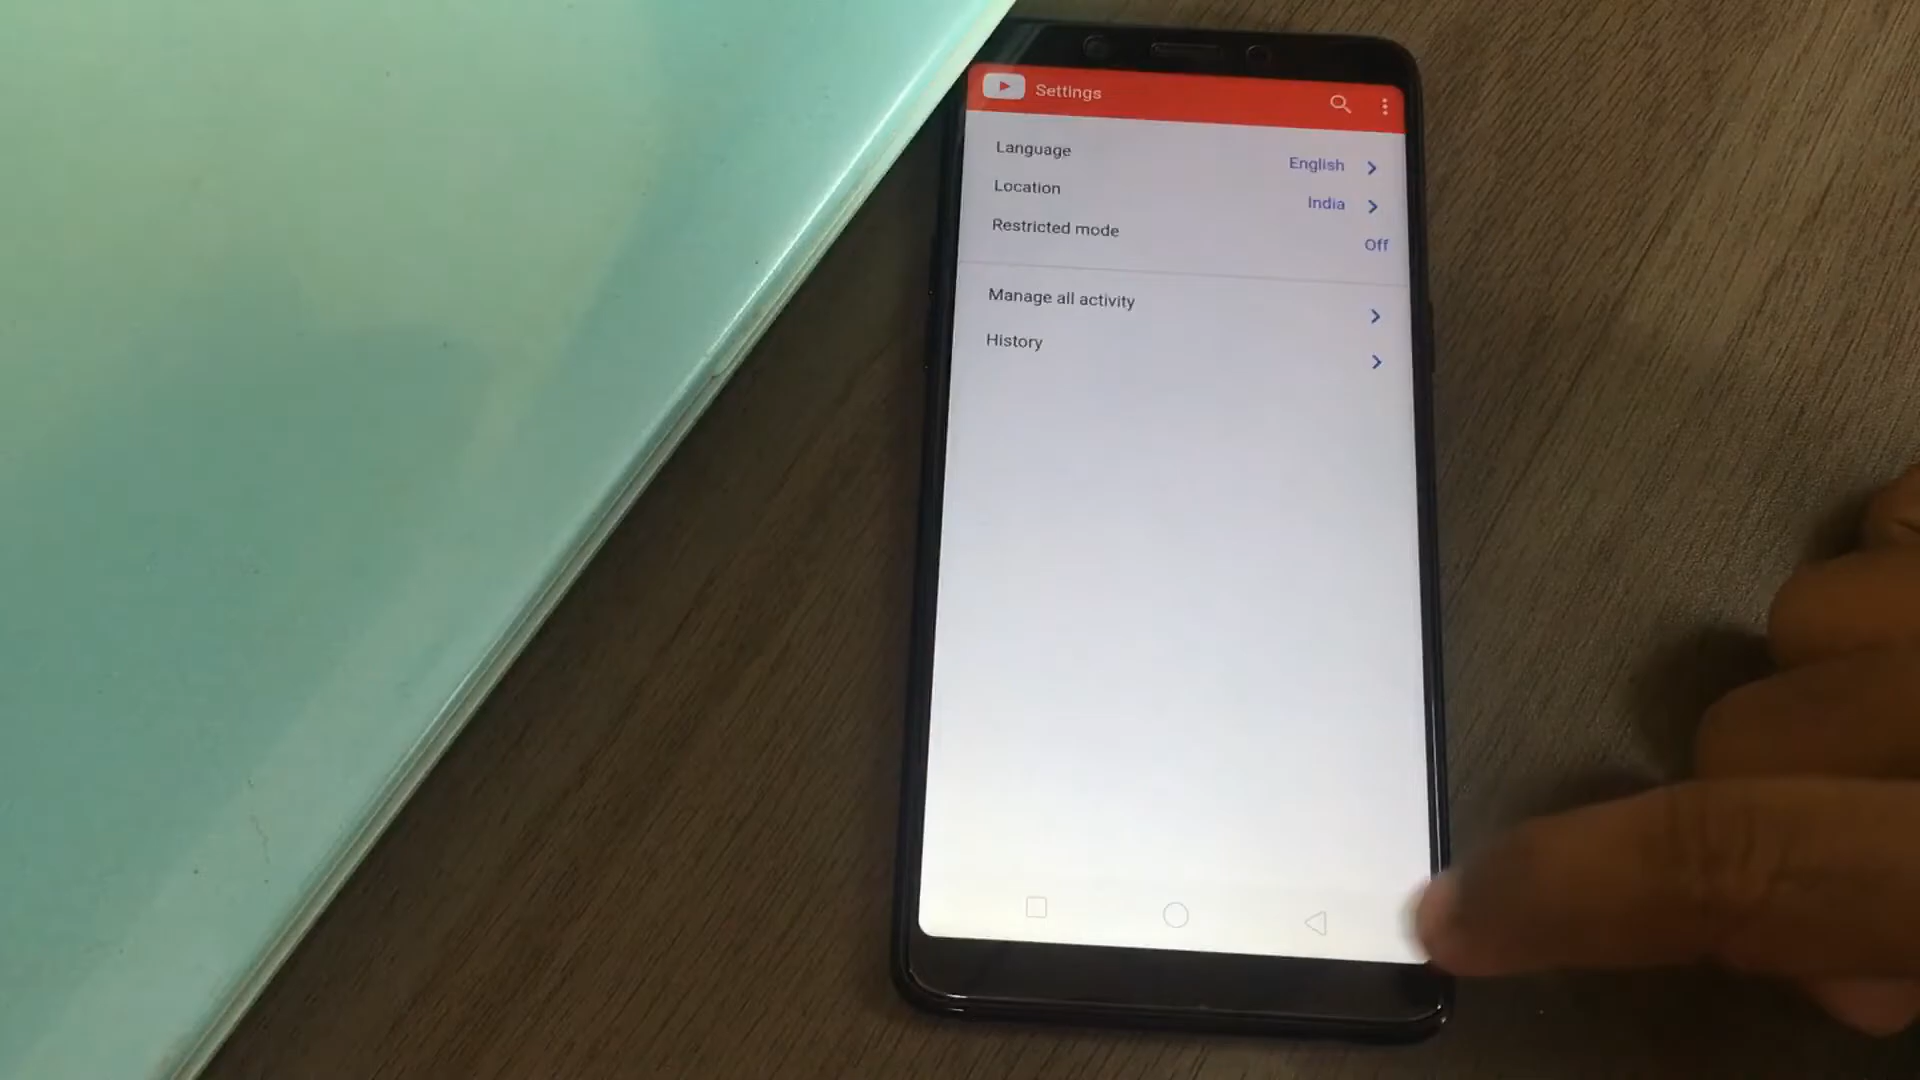 Settings
Language English
Location India
Restricted mode Off
Manage all activity
History